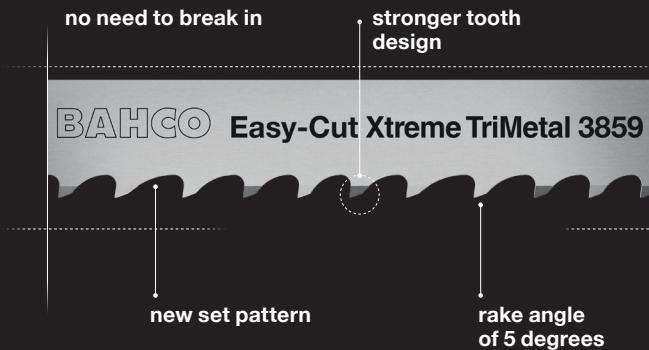 no need to break in
stronger tooth
design
BAHCO Easy-Cut Xtreme TriMetal 3859
new set pattern
rake angle
of 5 degrees